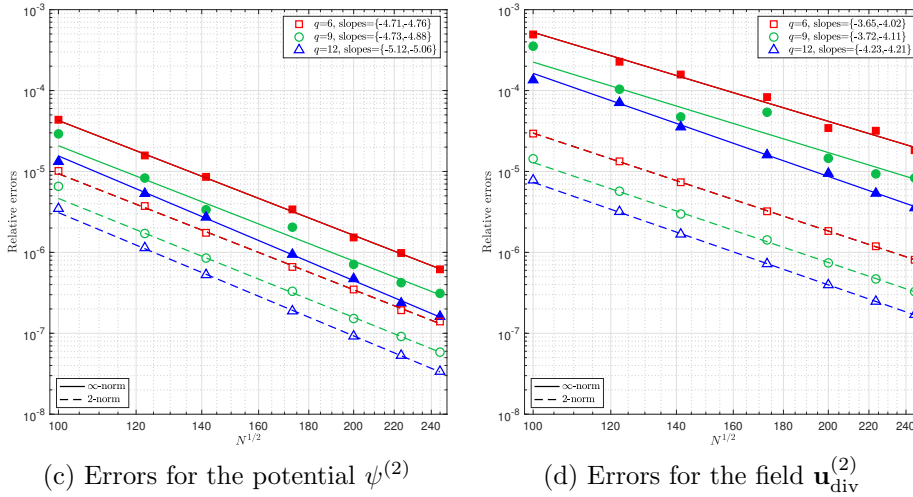 q=6, slopes={-4.71,-4.76}
q=9, slopes={-4.73,-4.88}
q=12, slopes={-5.12,-5.06}
10^{-3}
10^{-4}
10^{-5}
10^{-6}
10^{-7}
10^{-8}
Relative errors
∞-norm
2-norm
100 120 140 160 180 200 220 240
N^{1/2}
(c) Errors for the potential ψ^{(2)}
q=6, slopes={-3.65,-4.02}
q=9, slopes={-3.72,-4.11}
q=12, slopes={-4.23,-4.21}
10^{-3}
10^{-4}
10^{-5}
10^{-6}
10^{-7}
10^{-8}
Relative errors
∞-norm
2-norm
100 120 140 160 180 200 220 240
N^{1/2}
(d) Errors for the field u_{div}^{(2)}